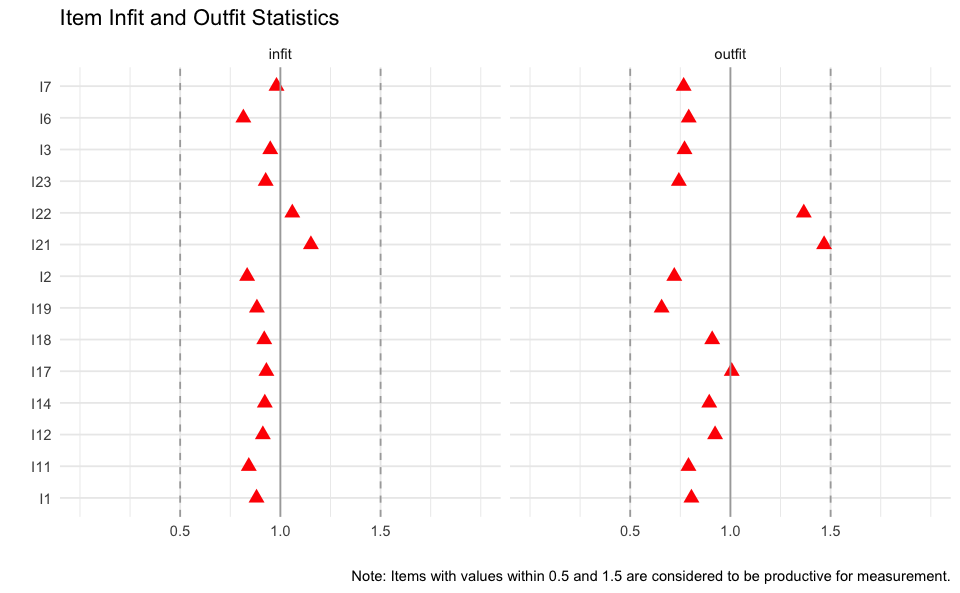 Item Infit and Outfit Statistics
infit
outfit
I7
I6
I3
I23
I22
I21
I2
I19
I18
I17
I14
I12
I11
I1
0.5 1.0 1.5
0.5 1.0 1.5
Note: Items with values within 0.5 and 1.5 are considered to be productive for measurement.